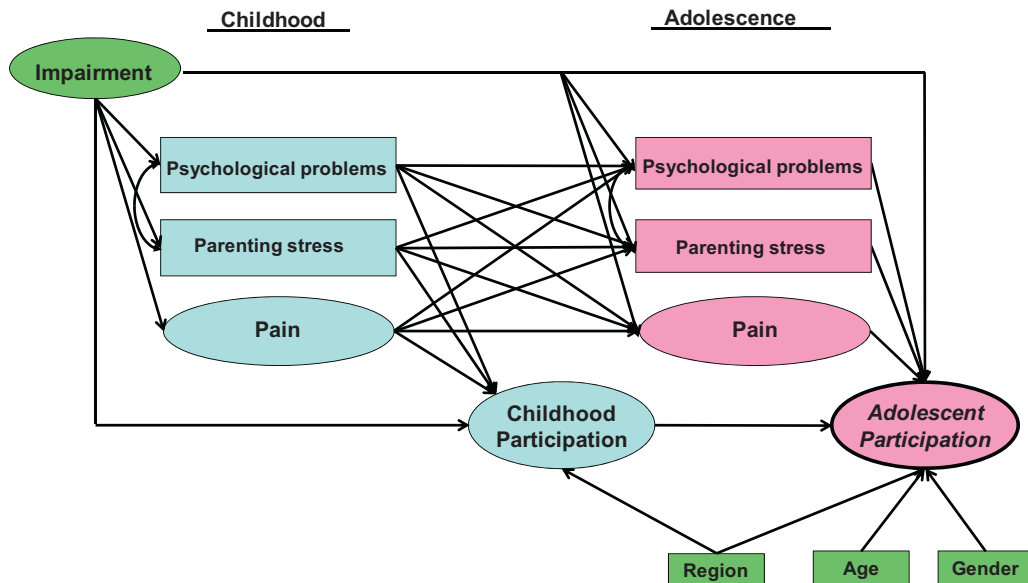 Childhood
Adolescence
Impairment
Psychological problems
Psychological problems
Parenting stress
Parenting stress
Pain
Pain
Childhood
Participation
Adolescent
Participation
Region
Age
Gender